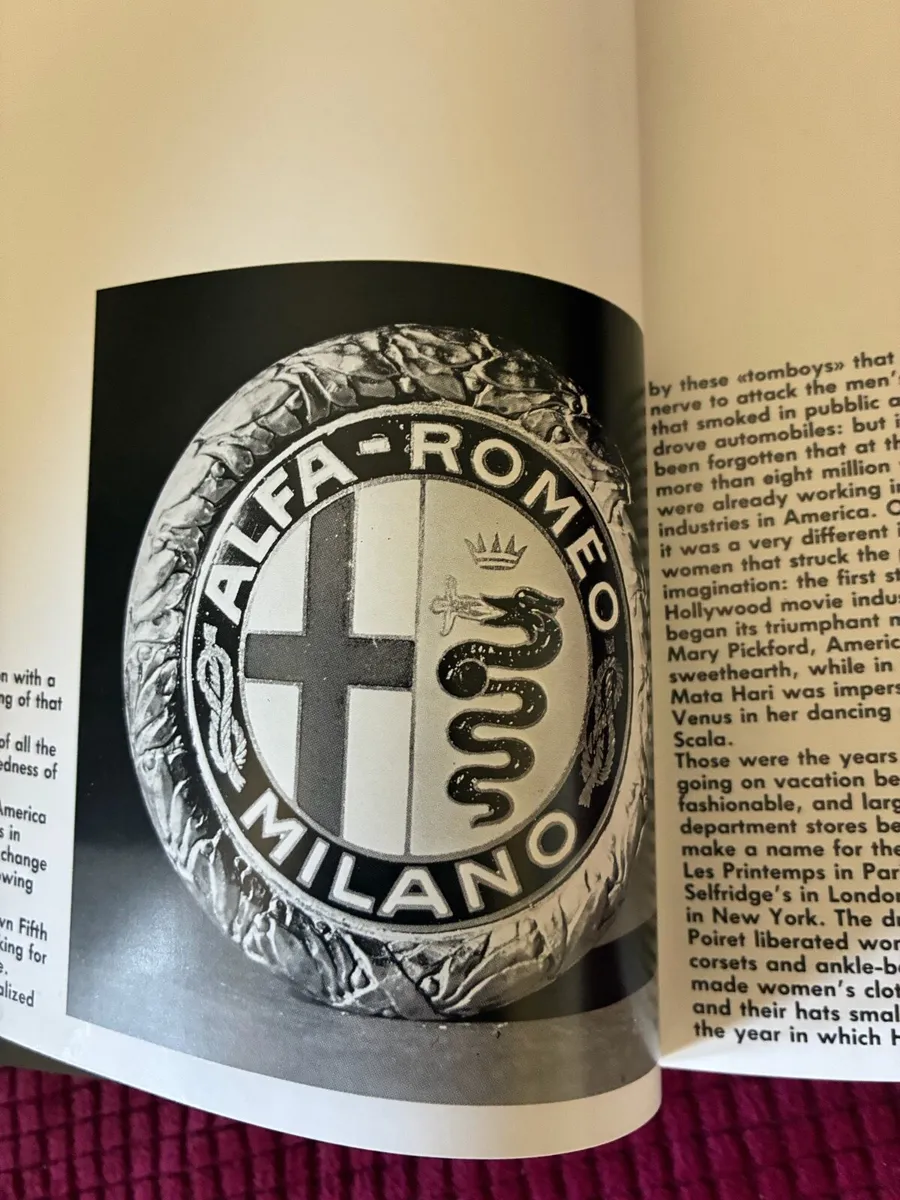 n with a
ng of that
of all the
edness of
America
s in
change
owing
wn Fifth
king for
e.
alized
ALFA-ROMEO
MILANO
by these «tomboys» that
nerve to attack the men's
that smoked in pubblic a
drove automobiles: but i
been forgotten that at th
more than eight million
were already working in
industries in America. O
it was a very different i
women that struck the
imagination: the first st
Hollywood movie indus
began its triumphant m
Mary Pickford, Americ
sweethearth, while in
Mata Hari was impers
Venus in her dancing
Scala.
Those were the years
going on vacation be
fashionable, and larg
department stores be
make a name for the
Les Printemps in Par
Selfridge's in London
in New York. The dr
Poiret liberated wor
corsets and ankle-b
made women's clot
and their hats smal
the year in which H